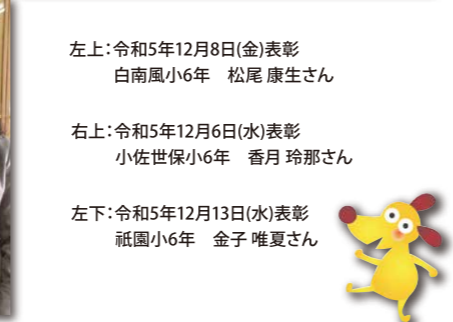 左上：令和5年12月8日(金)表彰
白南風小6年　松尾 康生さん
右上：令和5年12月6日(水)表彰
小佐世保小6年　香月 玲那さん
左下：令和5年12月13日(水)表彰
祇園小6年　金子 唯夏さん